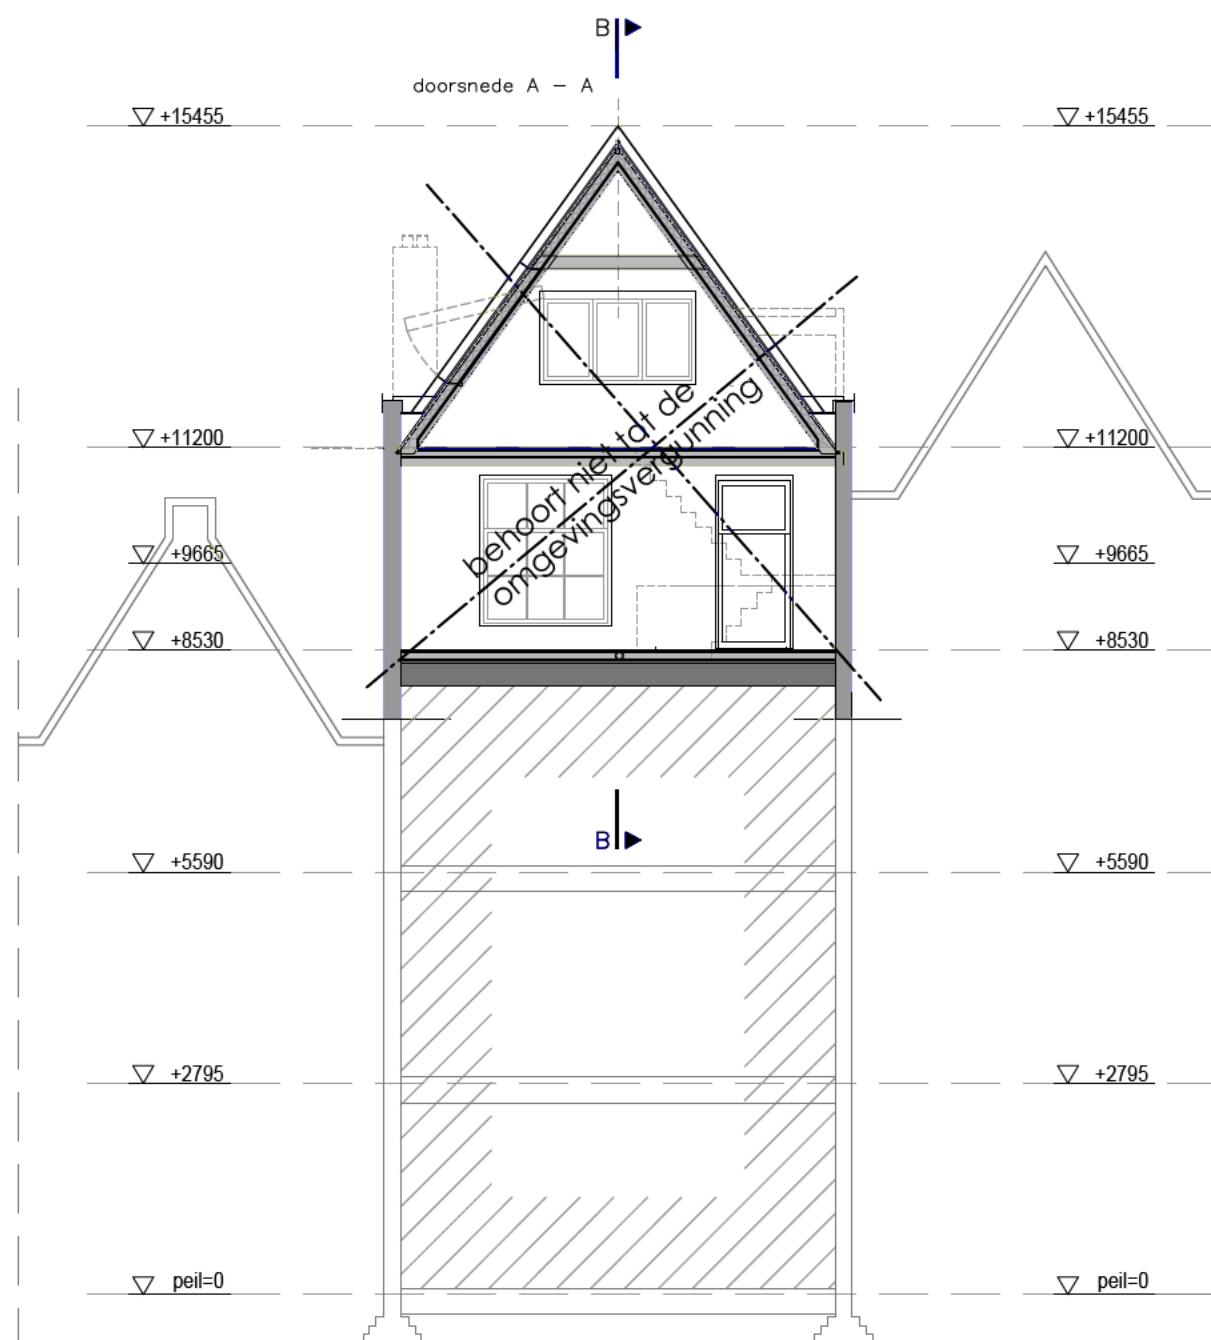 B
doorsnede A - A
+15455
+15455
+11200
+11200
behoort niet tot de
omgevingsvergunning
+9665
+9665
+8530
+8530
B
+5590
+5590
+2795
+2795
peil=0
peil=0